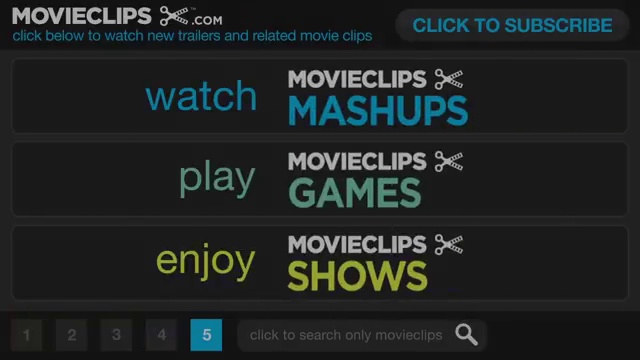 MOVIECLIPS .COM™
click below to watch new trailers and related movie clips
CLICK TO SUBSCRIBE
watch MOVIECLIPS MASHUPS
play MOVIECLIPS GAMES
enjoy MOVIECLIPS SHOWS
1 2 3 4 5 click to search only movieclips